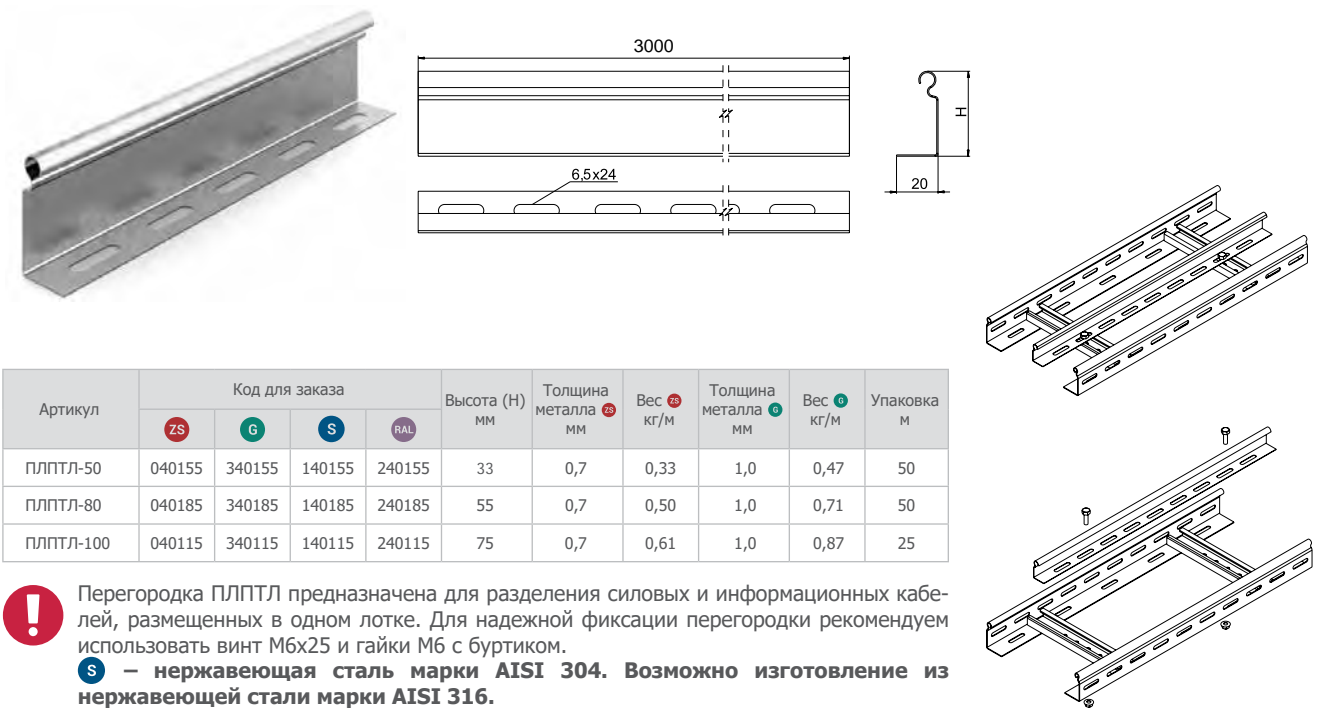 3000
H
20
6,5x24
Артикул
Код для заказа
ZS G S RAL
Высота (H) мм
Толщина металла ZS мм
Вес ZS кг/м
Толщина металла G мм
Вес G кг/м
Упаковка м
ПЛПТЛ-50 040155 340155 140155 240155 33 0,7 0,33 1,0 0,47 50
ПЛПТЛ-80 040185 340185 140185 240185 55 0,7 0,50 1,0 0,71 50
ПЛПТЛ-100 040115 340115 140115 240115 75 0,7 0,61 1,0 0,87 25
!
Перегородка ПЛПТЛ предназначена для разделения силовых и информационных кабе-
лей, размещенных в одном лотке. Для надежной фиксации перегородки рекомендуем
использовать винт М6х25 и гайки М6 с буртиком.
S – нержавеющая сталь марки AISI 304. Возможно изготовление из
нержавеющей стали марки AISI 316.